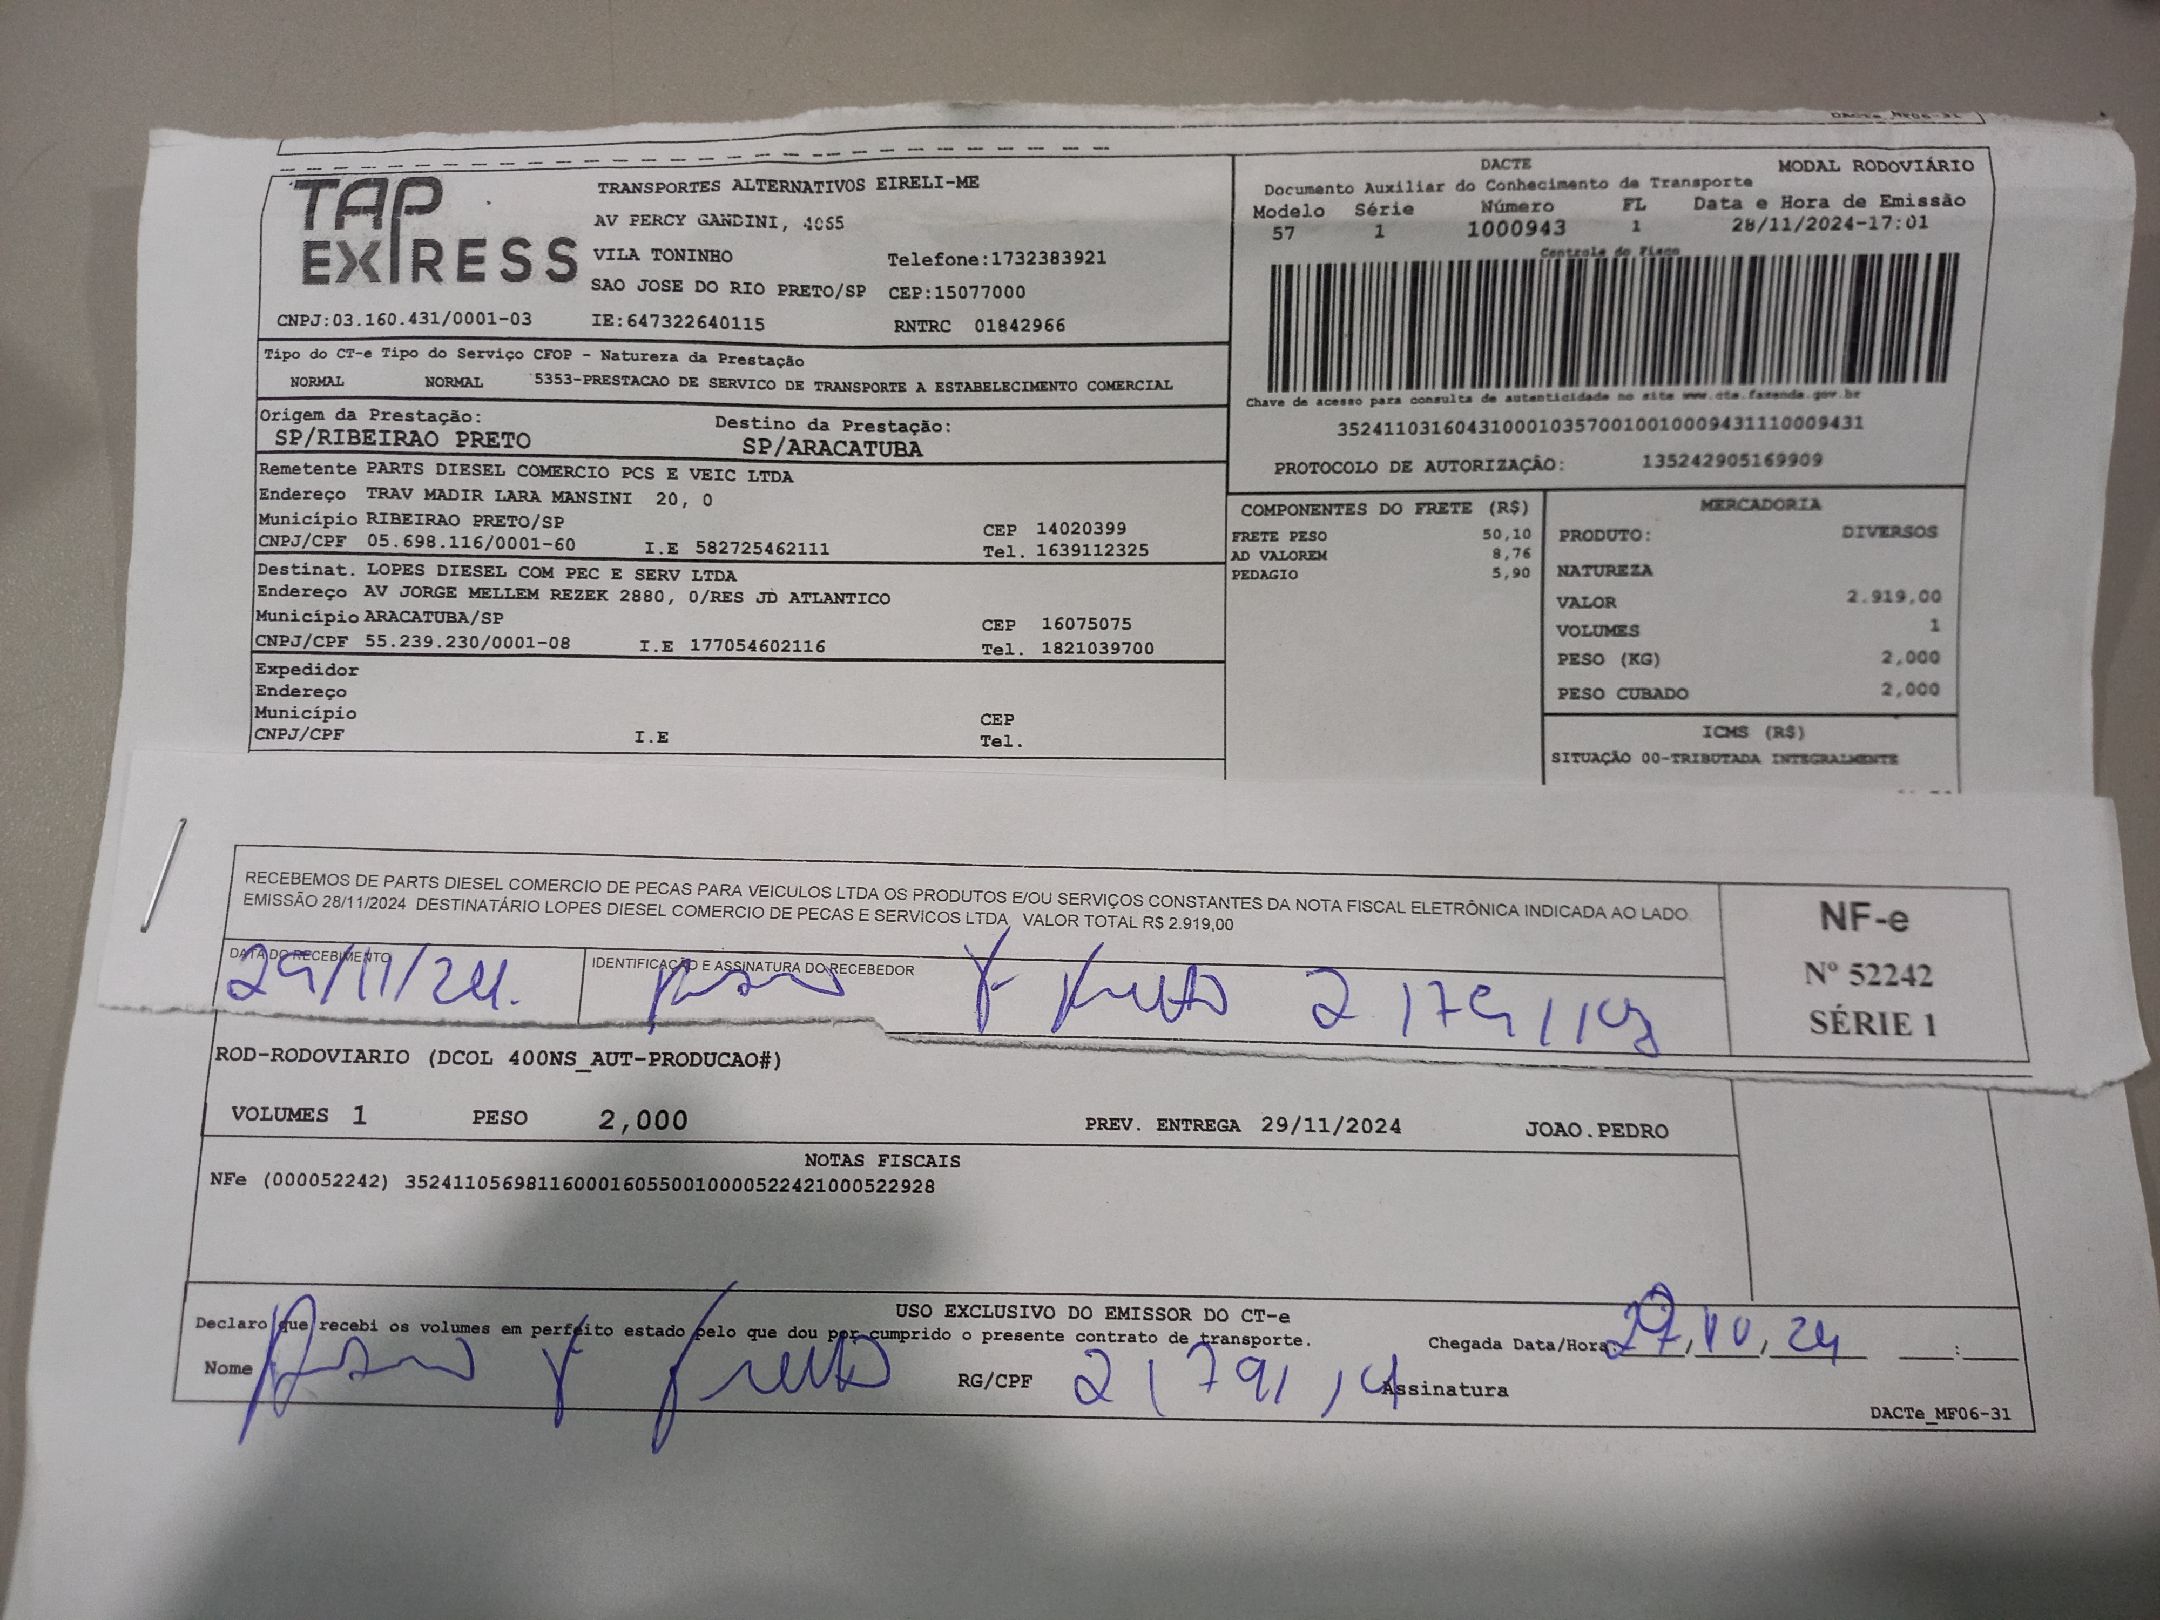 DACTe_MF06-31
TAP EXPRESS
TRANSPORTES ALTERNATIVOS EIRELI-ME
AV PERCY GANDINI, 4065
VILA TONINHO
Telefone:1732383921
SAO JOSE DO RIO PRETO/SP CEP:15077000
CNPJ:03.160.431/0001-03 IE:647322640115 RNTRC 01842966
DACTE MODAL RODOVIÁRIO
Documento Auxiliar do Conhecimento de Transporte
Modelo Série Número FL Data e Hora de Emissão
57 1 1000943 1 28/11/2024-17:01
Controle do Fisco
Chave de acesso para consulta de autenticidade no site www.cte.fazenda.gov.br
35241103160431000103570010010009431110009431
PROTOCOLO DE AUTORIZAÇÃO: 135242905169909
Tipo do CT-e Tipo do Serviço CFOP - Natureza da Prestação
NORMAL NORMAL 5353-PRESTACAO DE SERVICO DE TRANSPORTE A ESTABELECIMENTO COMERCIAL
Origem da Prestação: Destino da Prestação:
SP/RIBEIRAO PRETO SP/ARACATUBA
Remetente PARTS DIESEL COMERCIO PCS E VEIC LTDA
Endereço TRAV MADIR LARA MANSINI 20, 0
Município RIBEIRAO PRETO/SP CEP 14020399
CNPJ/CPF 05.698.116/0001-60 I.E 582725462111 Tel. 1639112325
Destinat. LOPES DIESEL COM PEC E SERV LTDA
Endereço AV JORGE MELLEM REZEK 2880, 0/RES JD ATLANTICO
Município ARACATUBA/SP CEP 16075075
CNPJ/CPF 55.239.230/0001-08 I.E 177054602116 Tel. 1821039700
Expedidor
Endereço
Município CEP
CNPJ/CPF I.E Tel.
COMPONENTES DO FRETE (R$)
FRETE PESO 50,10
AD VALOREM 8,76
PEDAGIO 5,90
MERCADORIA
PRODUTO: DIVERSOS
NATUREZA
VALOR 2.919,00
VOLUMES 1
PESO (KG) 2,000
PESO CUBADO 2,000
ICMS (R$)
SITUAÇÃO 00-TRIBUTADA INTEGRALMENTE
RECEBEMOS DE PARTS DIESEL COMERCIO DE PECAS PARA VEICULOS LTDA OS PRODUTOS E/OU SERVIÇOS CONSTANTES DA NOTA FISCAL ELETRÔNICA INDICADA AO LADO.
EMISSÃO 28/11/2024 DESTINATÁRIO LOPES DIESEL COMERCIO DE PECAS E SERVICOS LTDA VALOR TOTAL R$ 2.919,00
DATA DO RECEBIMENTO IDENTIFICAÇÃO E ASSINATURA DO RECEBEDOR
29/11/24.
NF-e
Nº 52242
SÉRIE 1
ROD-RODOVIARIO (DCOL 400NS_AUT-PRODUCAO#)
VOLUMES 1 PESO 2,000 PREV. ENTREGA 29/11/2024 JOAO.PEDRO
NOTAS FISCAIS
NFe (000052242) 35241105698116000160550010000522421000522928
USO EXCLUSIVO DO EMISSOR DO CT-e
Declaro que recebi os volumes em perfeito estado pelo que dou por cumprido o presente contrato de transporte.
Chegada Data/Hora:
Nome RG/CPF Assinatura
DACTe_MF06-31